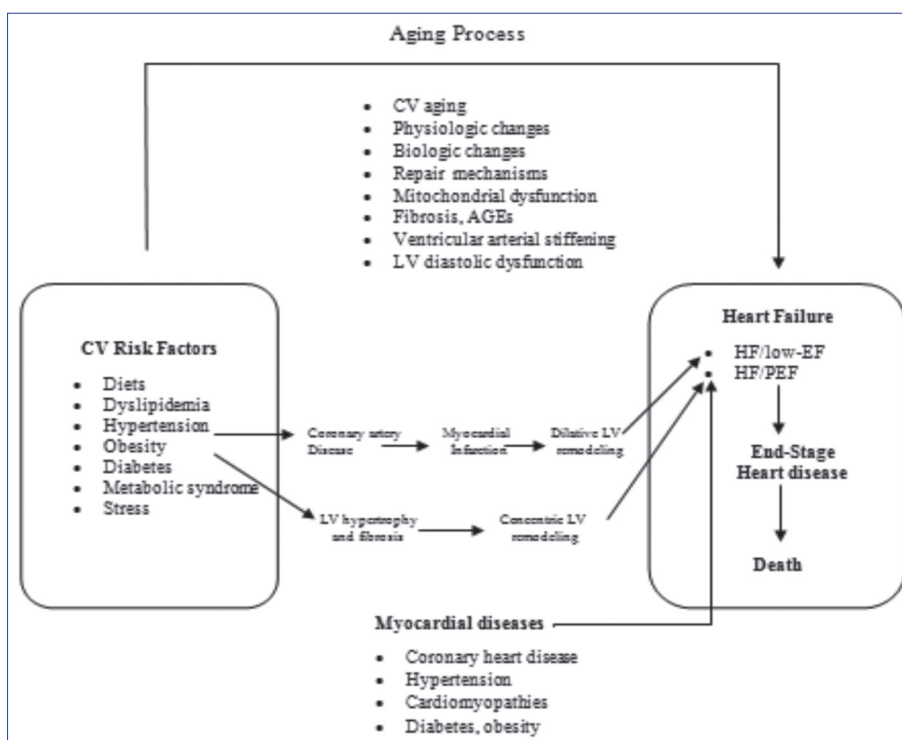 Aging Process
• CV aging
• Physiologic changes
• Biologic changes
• Repair mechanisms
• Mitochondrial dysfunction
• Fibrosis, AGEs
• Ventricular arterial stiffening
• LV diastolic dysfunction
CV Risk Factors
• Diets
• Dyslipidemia
• Hypertension
• Obesity
• Diabetes
• Metabolic syndrome
• Stress
Coronary artery
Disease
Myocardial
Infarction
Dilative LV
remodeling
LV hypertrophy
and fibrosis
Concentric LV
remodeling
Heart Failure
• HF/low-EF
• HF/PEF
End-Stage
Heart disease
Death
Myocardial diseases
• Coronary heart disease
• Hypertension
• Cardiomyopathies
• Diabetes, obesity